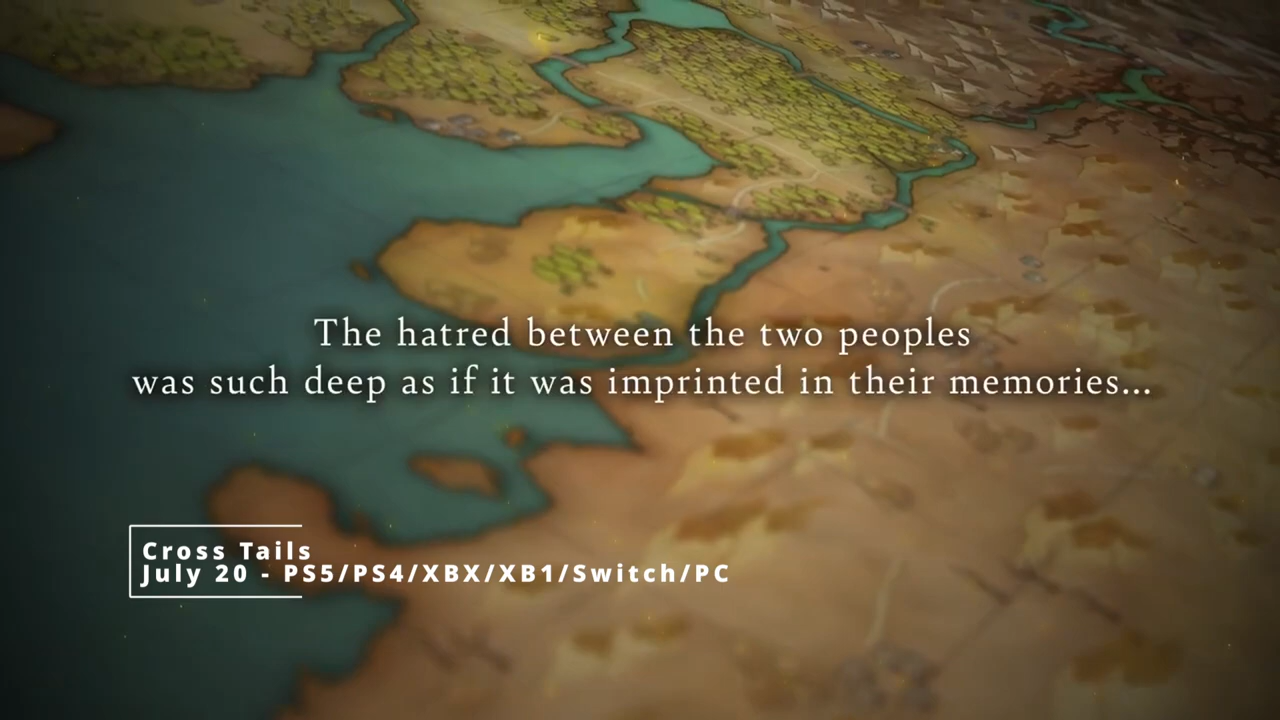 The hatred between the two peoples
was such deep as if it was imprinted in their memories...
Cross Tails
July 20 - PS5/PS4/XBX/XB1/Switch/PC